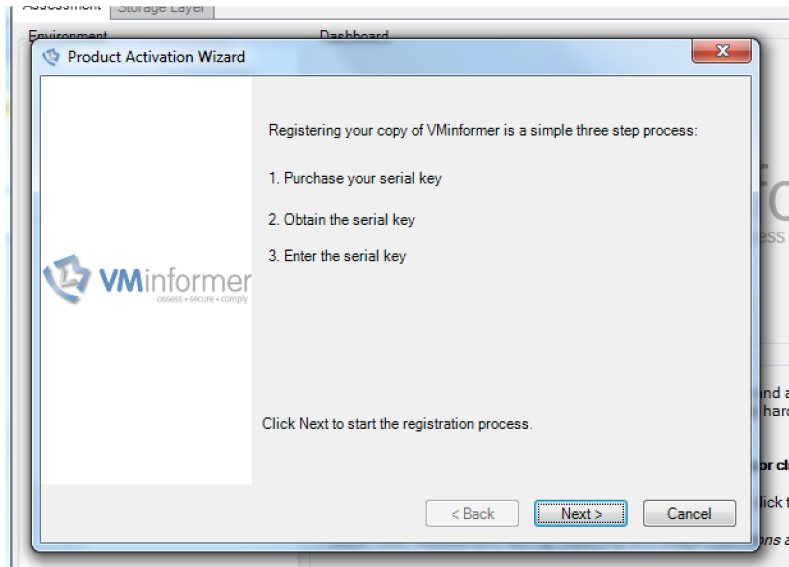 Assessment Storage Layer
Environment Dashboard
Product Activation Wizard
Registering your copy of VMinformer is a simple three step process:
1. Purchase your serial key
2. Obtain the serial key
3. Enter the serial key
VMinformer
assess • secure • comply
Click Next to start the registration process.
< Back Next > Cancel